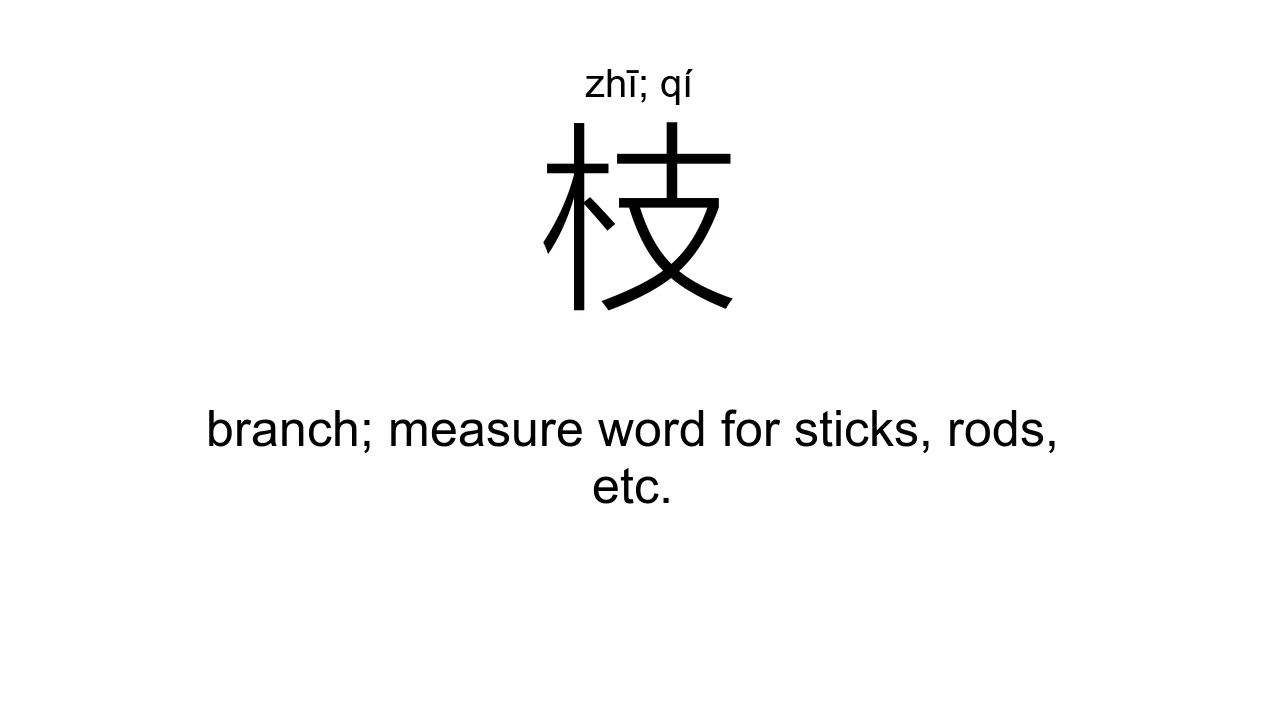 zhī; qí
枝
branch; measure word for sticks, rods,
etc.